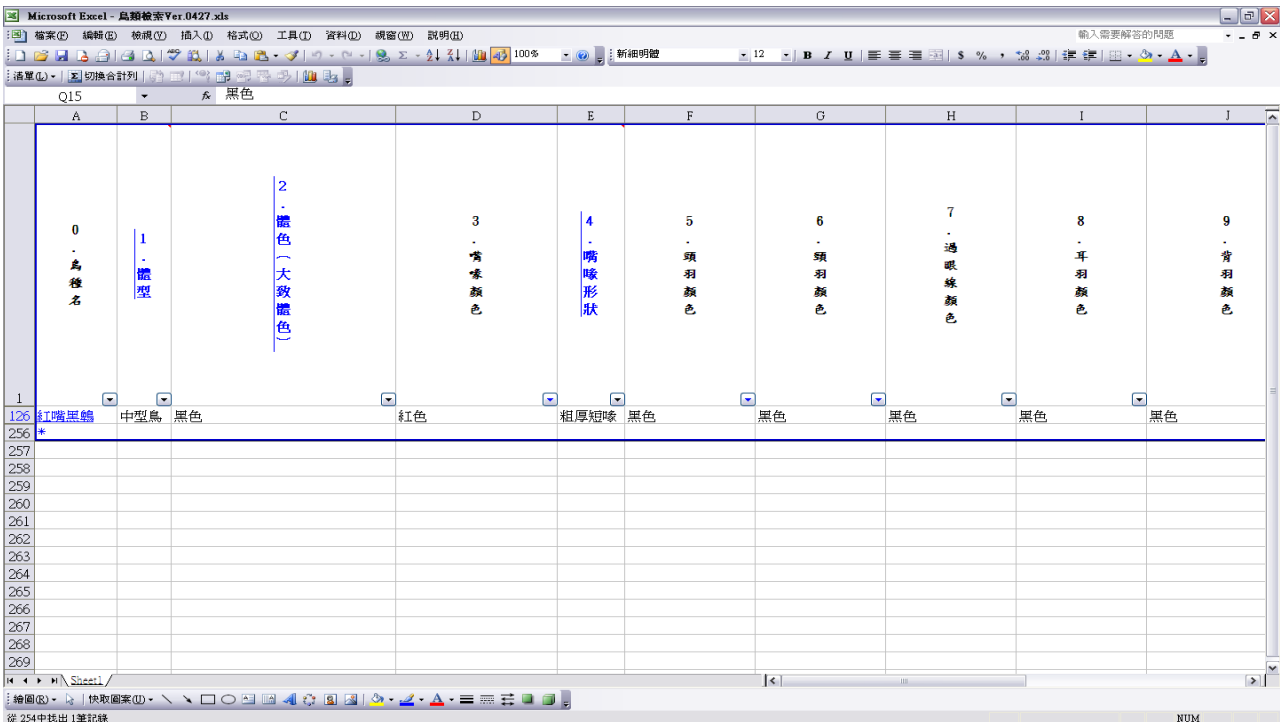 Microsoft Excel - 鳥類檢索Ver.0427.xls
檔案(F) 編輯(E) 檢視(V) 插入(I) 格式(O) 工具(T) 資料(D) 視窗(W) 說明(H) 輸入需要解答的問題
100% 新細明體 12 B I U $ % ,
清單(L) 切換合計列
Q15 fx 黑色
A B C D E F G H I J
1 0.鳥種名 1.體型 2.體色(大致體色) 3.嘴喙顏色 4.嘴喙形狀 5.頭羽顏色 6.頸羽顏色 7.過眼線顏色 8.耳羽顏色 9.背羽顏色
126 紅嘴黑鵯 中型鳥 黑色 紅色 粗厚短喙 黑色 黑色 黑色 黑色 黑色
256 *
257
258
259
260
261
262
263
264
265
266
267
268
269
Sheet1
繪圖(R) 快取圖案(U)
從 254中找出 1筆記錄 NUM